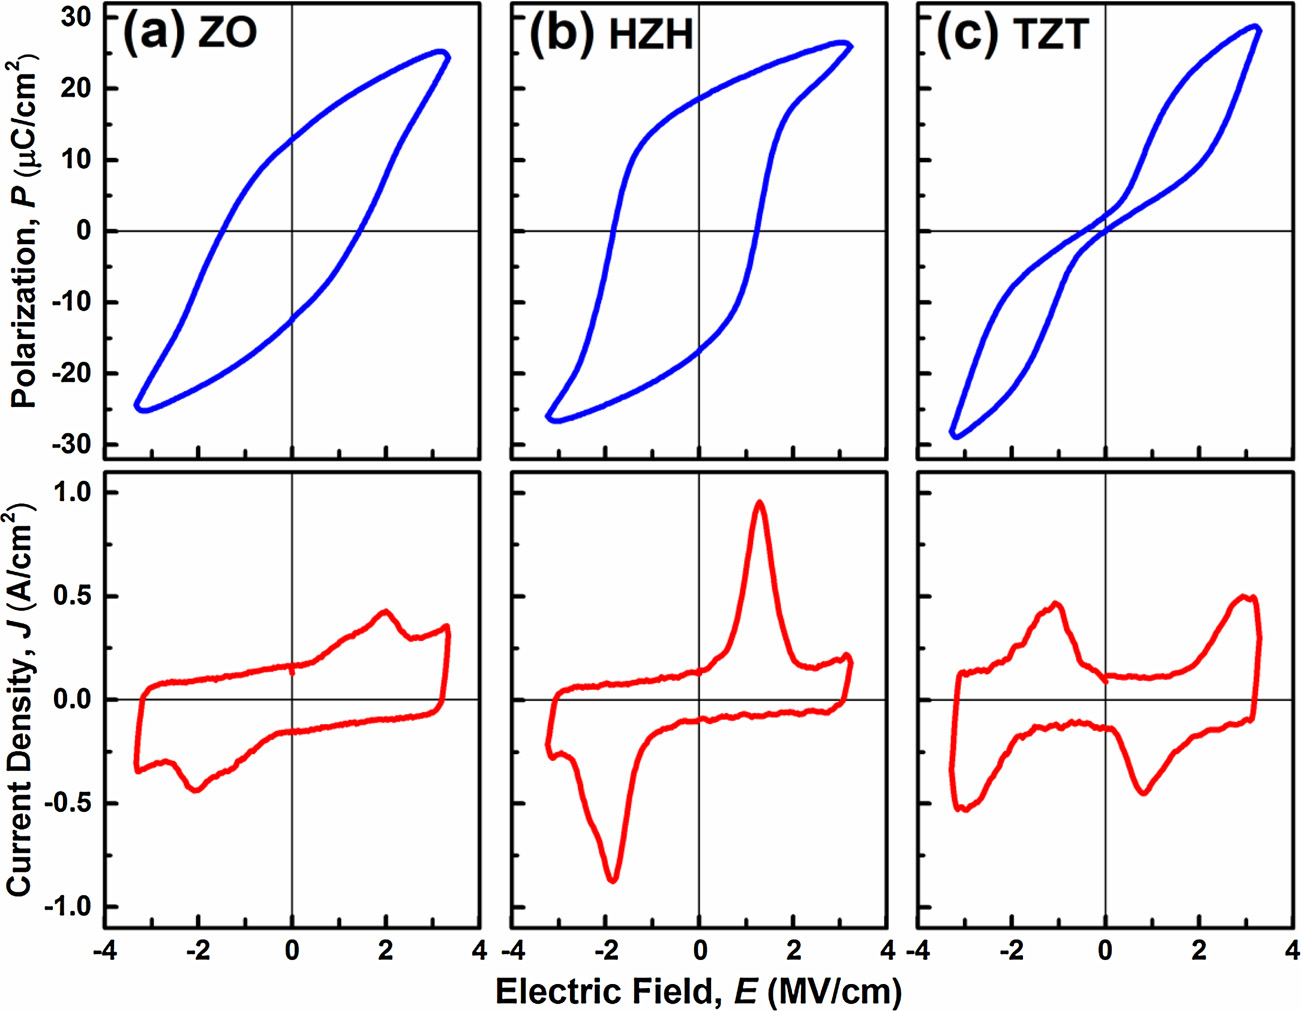 (a) ZO
(b) HZH
(c) TZT
30
20
10
0
-10
-20
-30
Polarization, P (μC/cm²)
1.0
0.5
0.0
-0.5
-1.0
Current Density, J (A/cm²)
-4 -2 0 2 4
-2 0 2 4
-2 0 2 4
Electric Field, E (MV/cm)